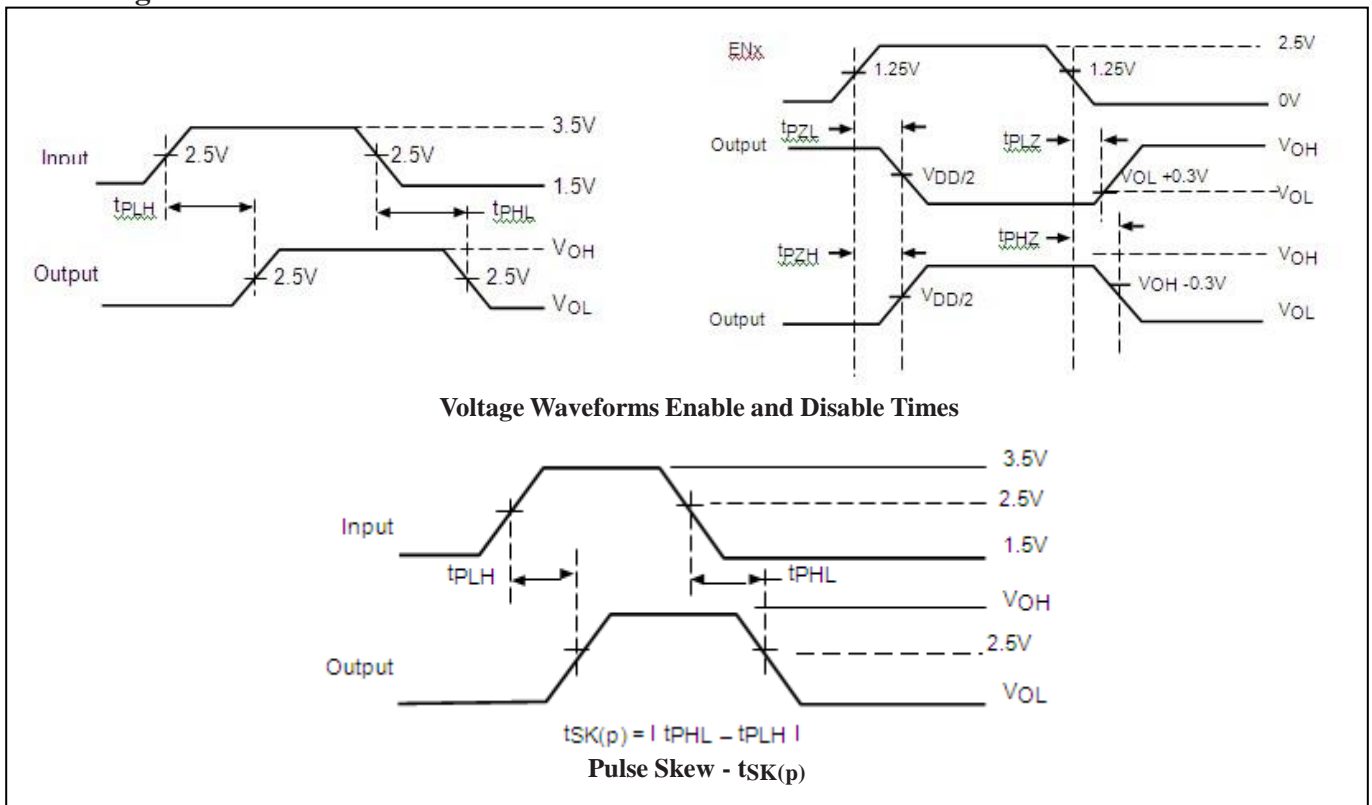 Input
2.5V
2.5V
3.5V
1.5V
tPLH
tPHL
Output
2.5V
2.5V
VOH
VOL
ENx
1.25V
1.25V
2.5V
0V
Output
tPZL
VDD/2
tPLZ
VOL +0.3V
VOH
VOL
tPZH
VDD/2
tPHZ
VOH
VOH -0.3V
VOL
Output
Voltage Waveforms Enable and Disable Times
Input
3.5V
2.5V
1.5V
tPLH
tPHL
VOH
2.5V
Output
VOL
tSK(p) = I tPHL – tPLH I
Pulse Skew - tSK(p)